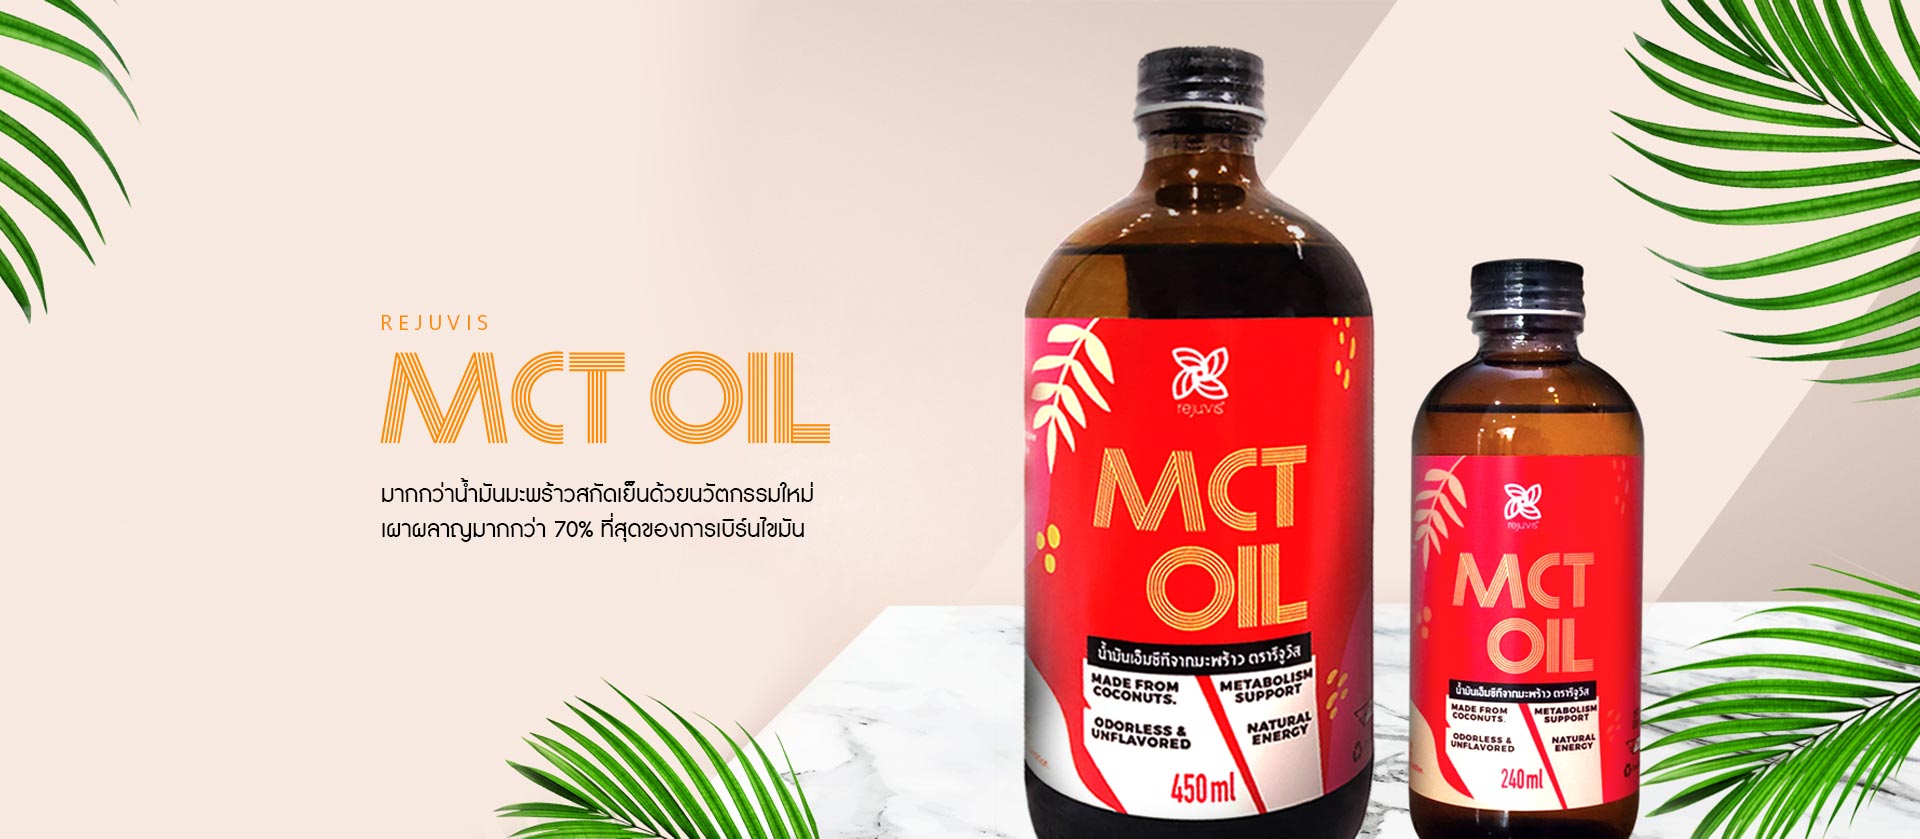 REJUVIS
MCT OIL
มากกว่าน้ำมันมะพร้าวสกัดเย็นด้วยนวัตกรรมใหม่
เผาผลาญมากกว่า 70% ที่สุดของการเบิร์นไขมัน
rejuvis
MCT
OIL
น้ำมันเอ็มซีทีจากมะพร้าว ตรารีจูวิส
MADE FROM
COCONUTS.
METABOLISM
SUPPORT
ODORLESS &
UNFLAVORED
NATURAL
ENERGY
450ml
rejuvis
MCT
OIL
น้ำมันเอ็มซีทีจากมะพร้าว ตรารีจูวิส
MADE FROM
COCONUTS.
METABOLISM
SUPPORT
ODORLESS &
UNFLAVORED
NATURAL
ENERGY
240ml